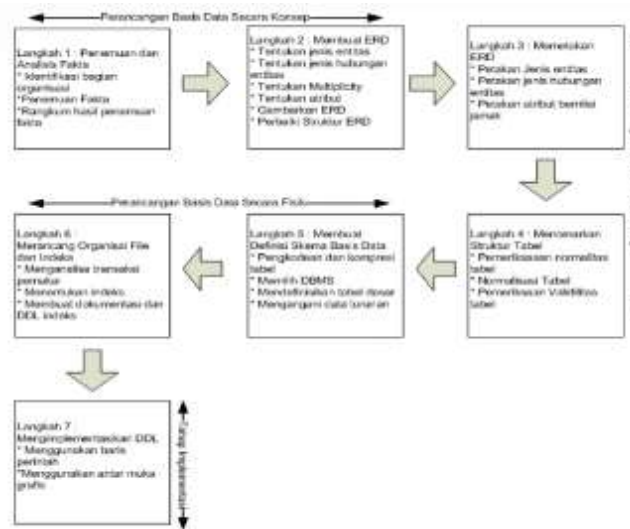 Perancangan Basis Data Secara Konsep
Langkah 1 : Penemuan dan
Analisis Fakta
* Identifikasi bagian
organisasi
*Penemuan Fakta
*Rangkum hasil penemuan
fakta
Langkah 2 : Membuat ERD
* Tentukan jenis entitas
* Tentukan jenis hubungan
entitas
* Tentukan Multiplicity
* Tentukan atribut
* Gambarkan ERD
* Perbaiki Struktur ERD
Langkah 3 : Memetakan
ERD
* Petakan Jenis entitas
* Petakan jenis hubungan
entitas
* Petakan atribut bernilai
jamak
Langkah 4 : Menormalkan
Struktur Tabel
* Pemeriksaan normalitas
tabel
* Normalisasi Tabel
* Pemeriksaan Validitas
tabel
Perancangan Basis Data Secara Fisik
Langkah 5 : Membuat
Definisi Skema Basis Data
* Pengkodean dan kompresi
tabel
* Memilih DBMS
* Mendefinisikan tabel dasar
* Menangani data turunan
Langkah 6 :
Merancang Organisasi File
dan Indeks
* Menganalisa transaksi
pemakai
* Menentukan indeks
* Membuat dokumentasi dan
DDL indeks
Langkah 7
Mengimplementasikan DDL
* Menggunakan baris
perintah
*Menggunakan antar muka
grafis
Tahap Implementasi